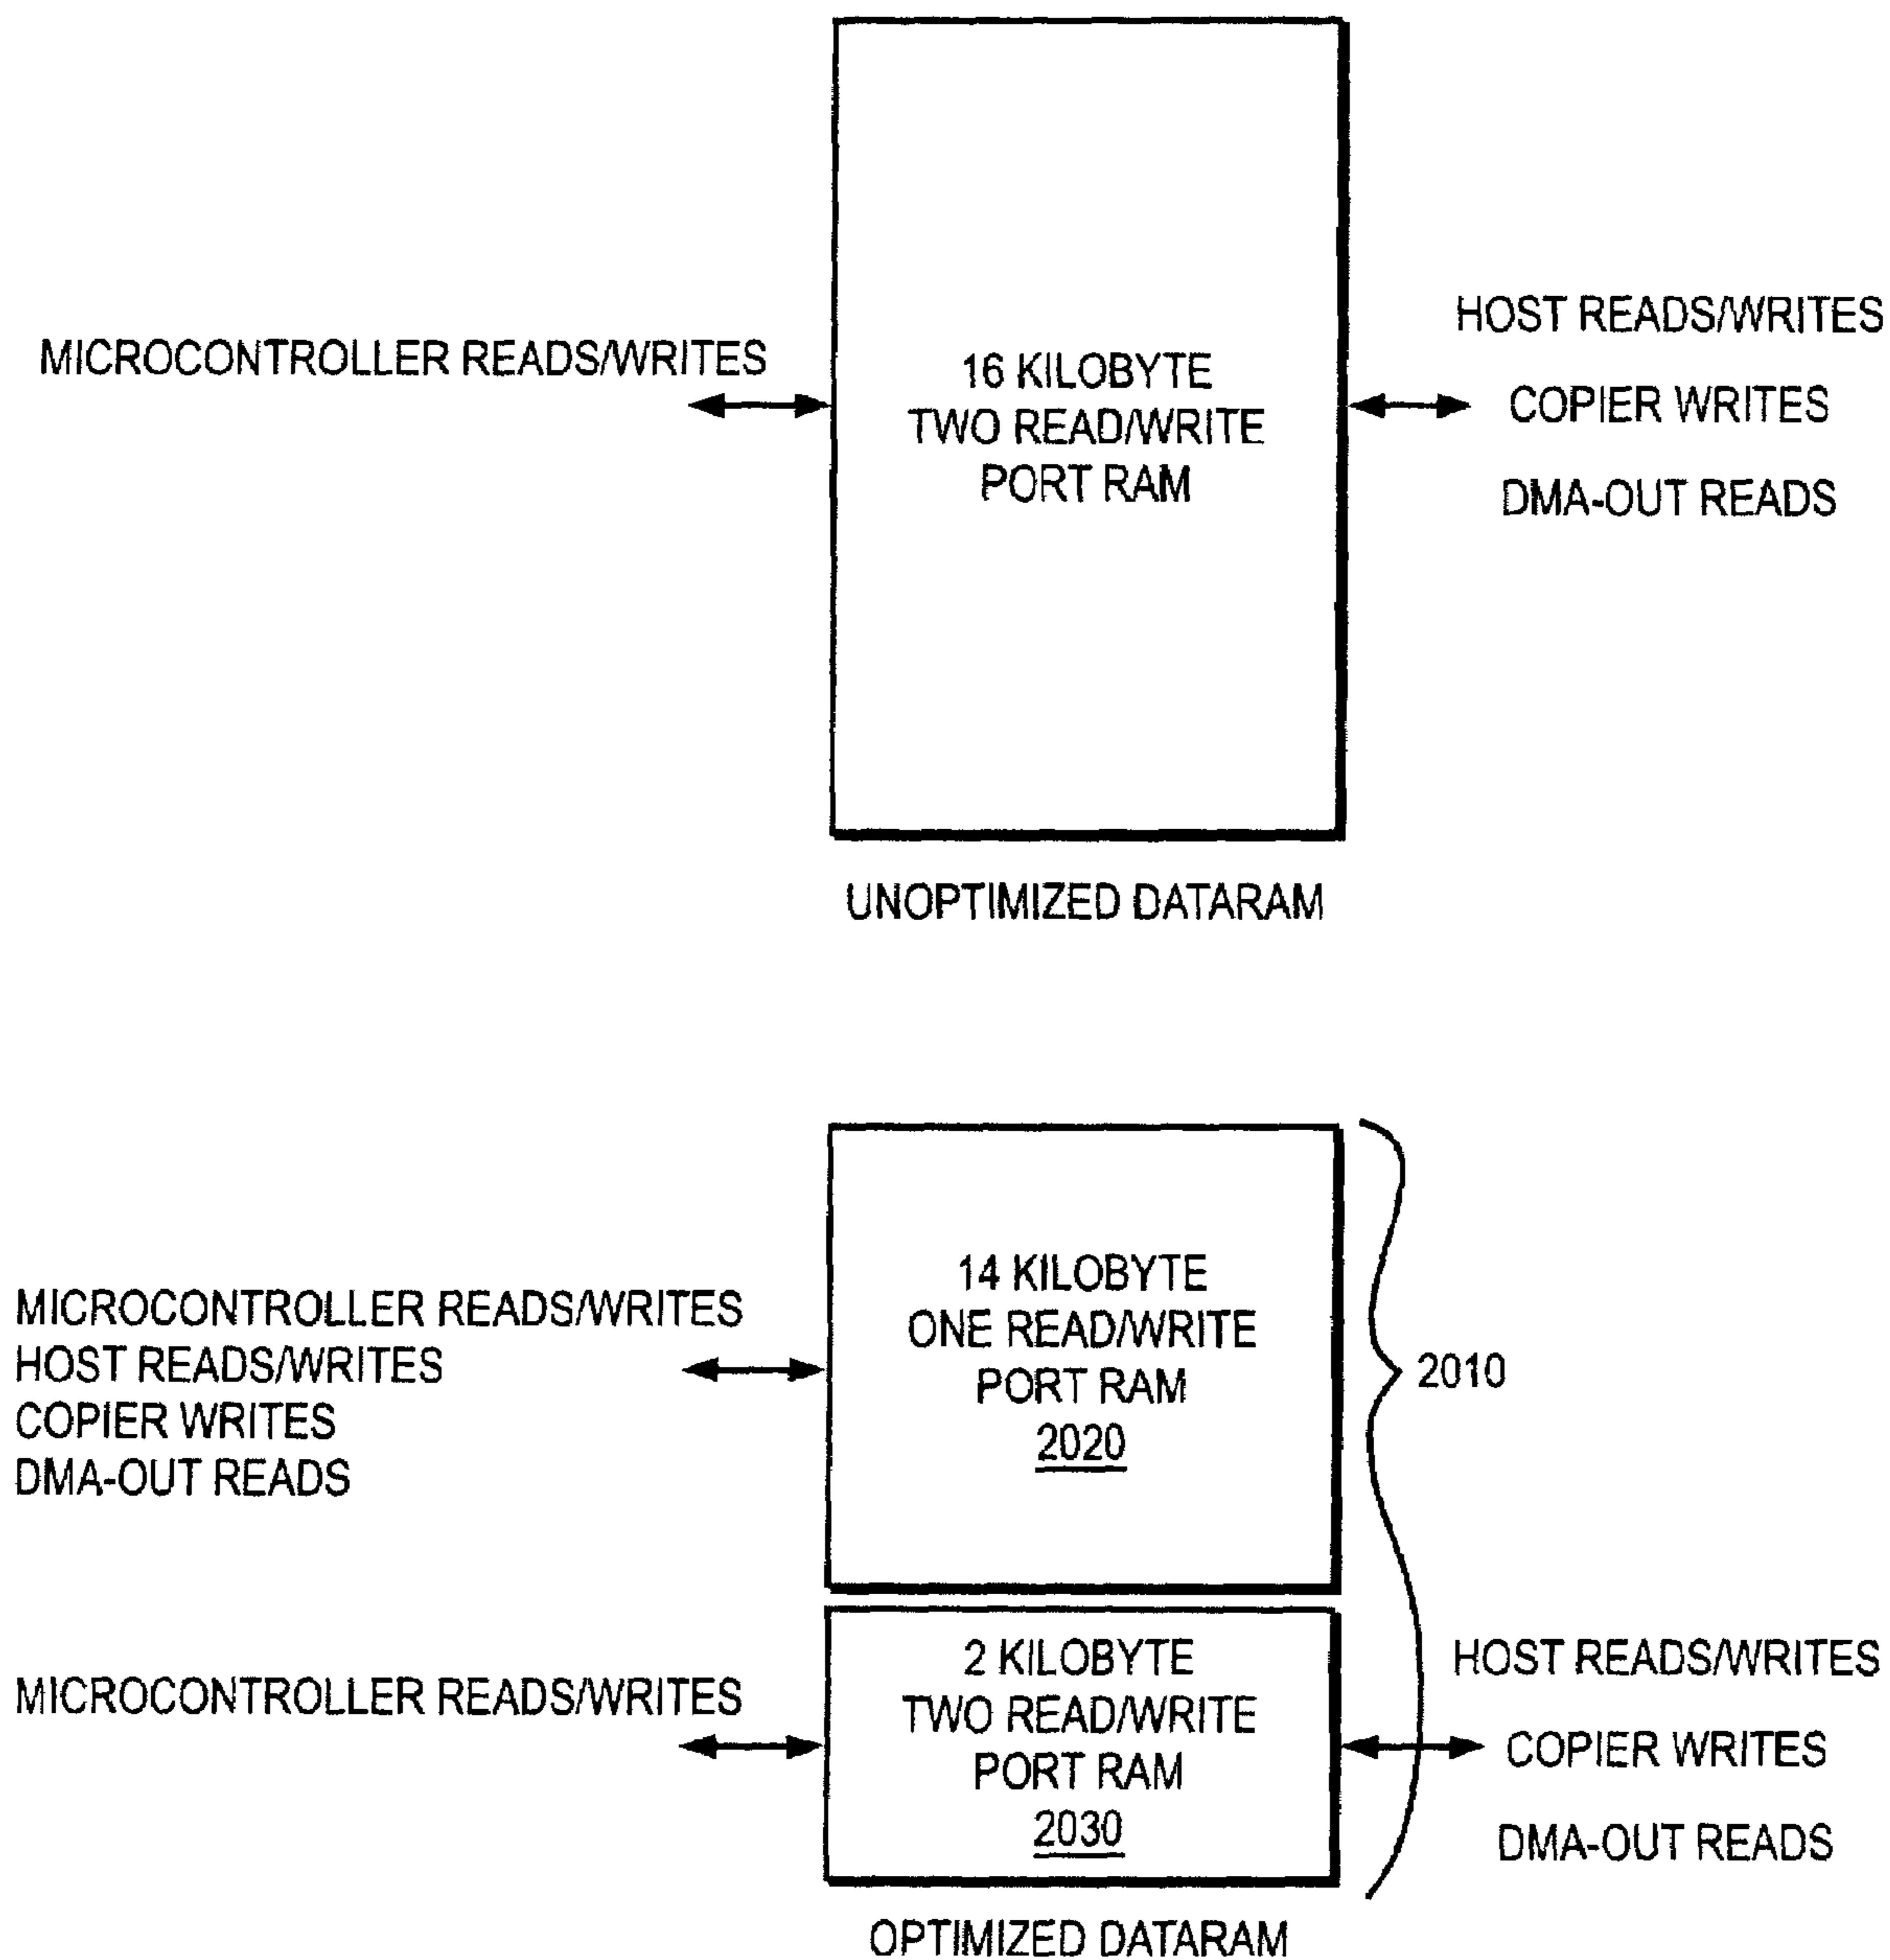 MICROCONTROLLER READS/WRITES
16 KILOBYTE
TWO READ/WRITE
PORT RAM
HOST READS/WRITES
COPIER WRITES
DMA-OUT READS
UNOPTIMIZED DATARAM
MICROCONTROLLER READS/WRITES
HOST READS/WRITES
COPIER WRITES
DMA-OUT READS
14 KILOBYTE
ONE READ/WRITE
PORT RAM
2020
2010
MICROCONTROLLER READS/WRITES
2 KILOBYTE
TWO READ/WRITE
PORT RAM
2030
HOST READS/WRITES
COPIER WRITES
DMA-OUT READS
OPTIMIZED DATARAM